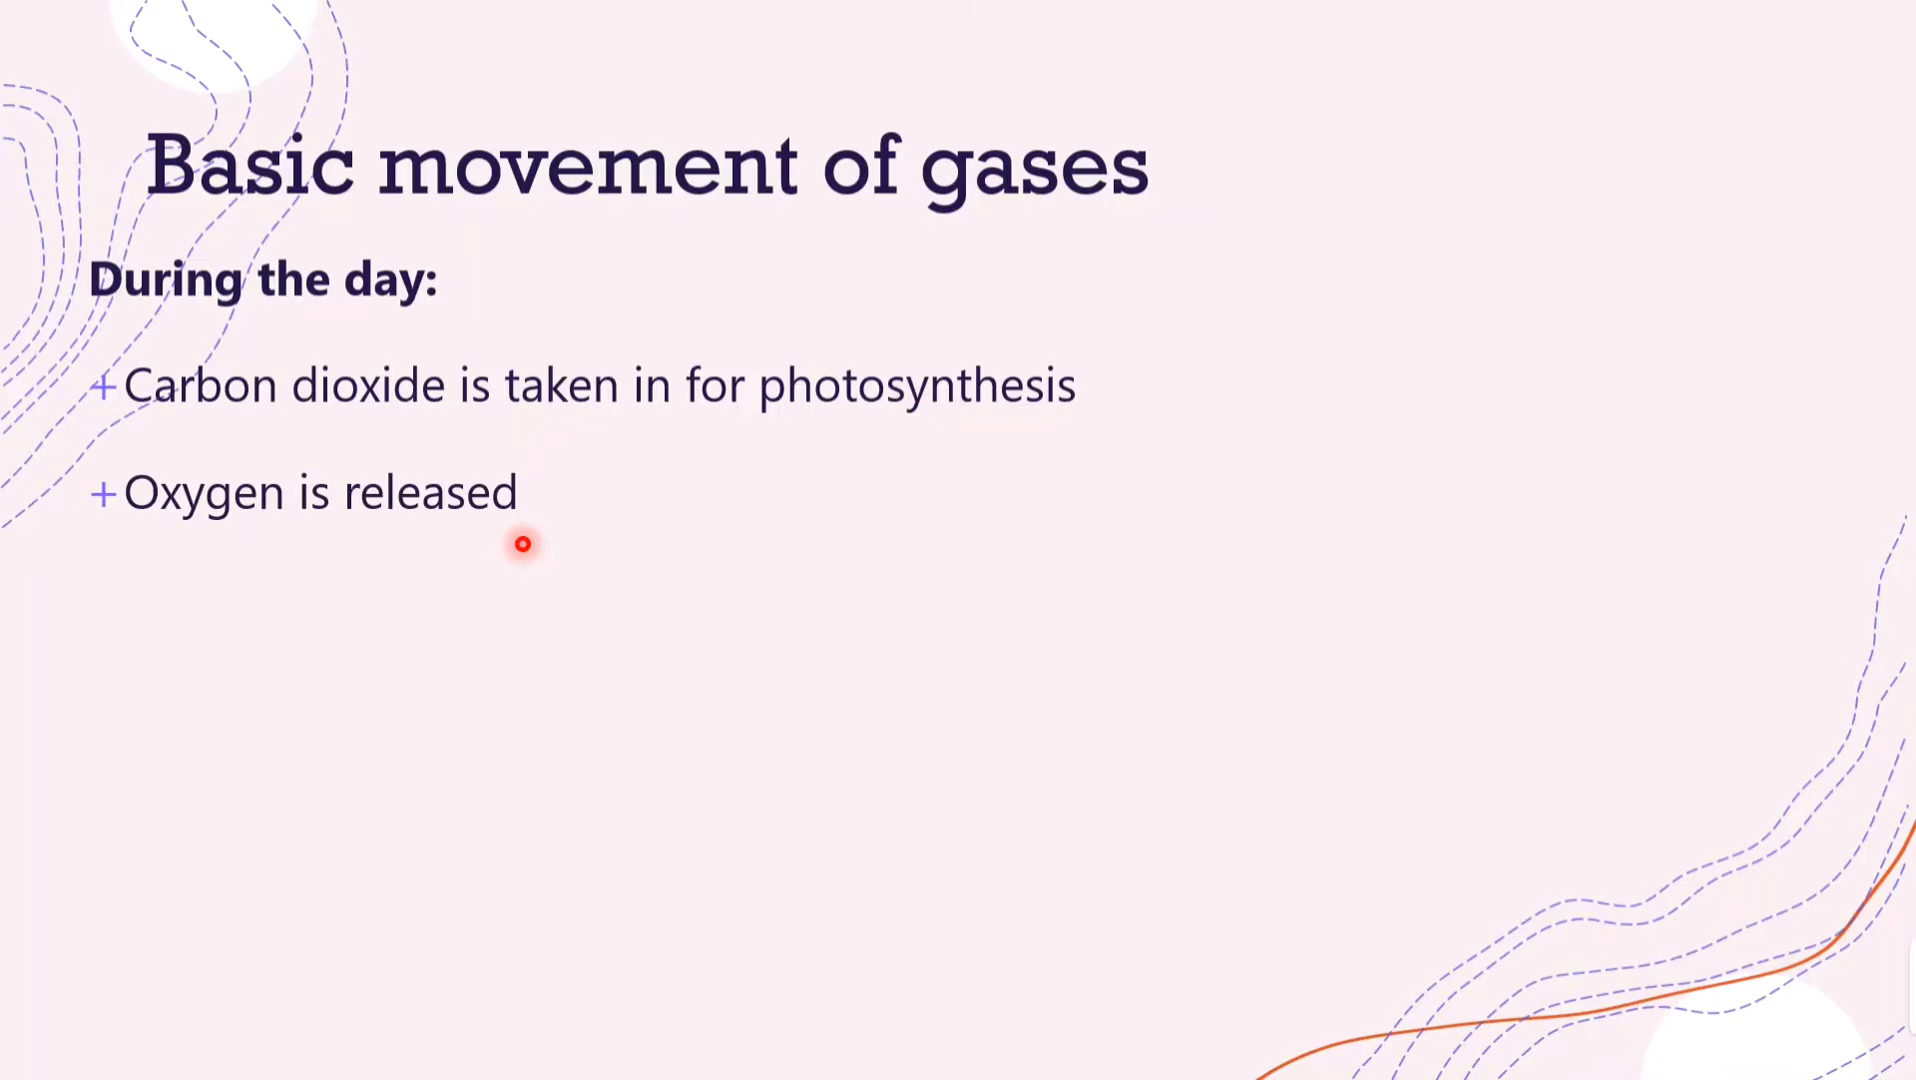 Basic movement of gases
During the day:
+Carbon dioxide is taken in for photosynthesis
+Oxygen is released